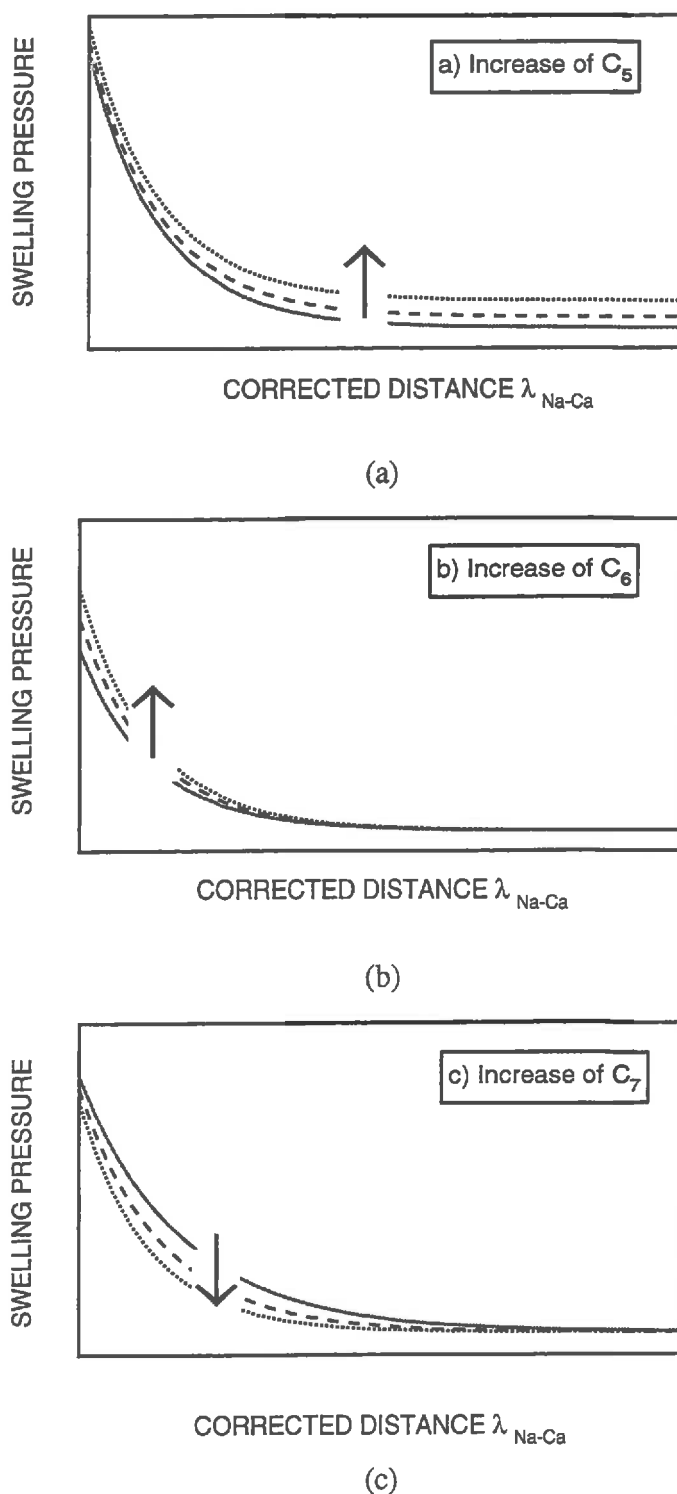 a) Increase of C5
SWELLING PRESSURE
CORRECTED DISTANCE λ Na-Ca
(a)
b) Increase of C6
SWELLING PRESSURE
CORRECTED DISTANCE λ Na-Ca
(b)
c) Increase of C7
SWELLING PRESSURE
CORRECTED DISTANCE λ Na-Ca
(c)